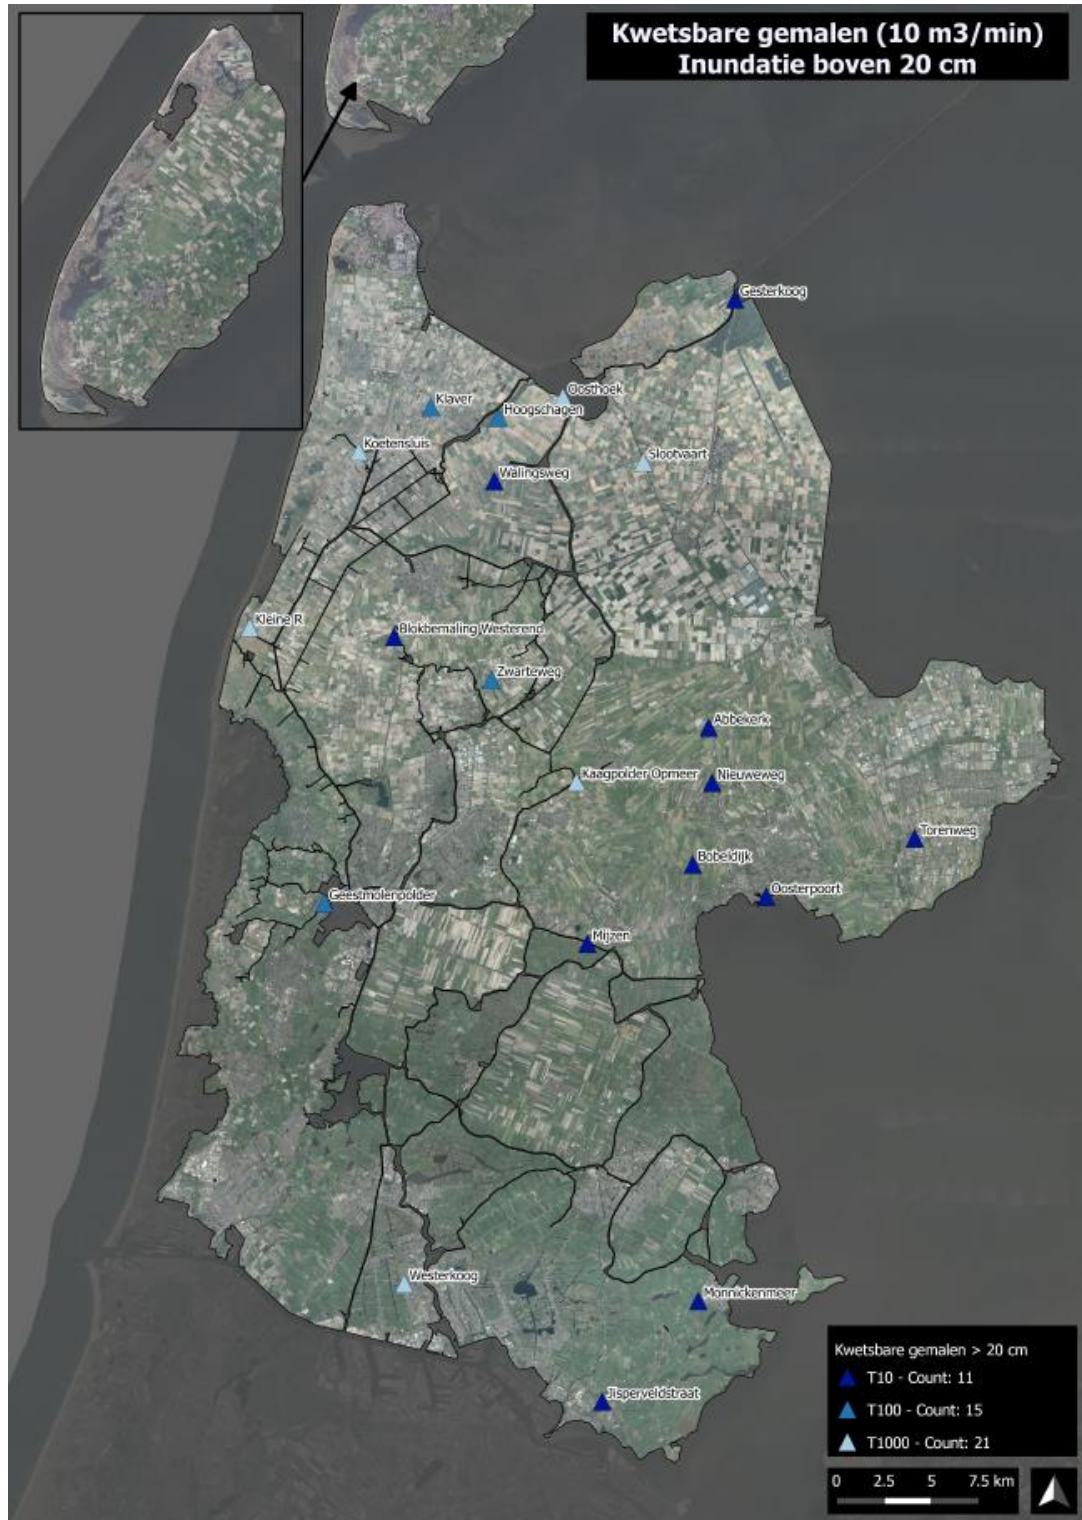 Kwetsbare gemalen (10 m3/min)
Inundatie boven 20 cm
Gesterkoog
Oosthoek
Klaver
Hoogschagen
Koetensluis
Slootvaart
Walingsweg
Kleine R
Blokbemaling Westerend
Zwarteweg
Abbekerk
Kaagpolder Opmeer
Nieuweweg
Torenweg
Bobeldijk
Oosterpoort
Geestmolenpolder
Mijzen
Westerkoog
Monnickenmeer
Jisperveldstraat
Kwetsbare gemalen > 20 cm
T10 - Count: 11
T100 - Count: 15
T1000 - Count: 21
0 2.5 5 7.5 km